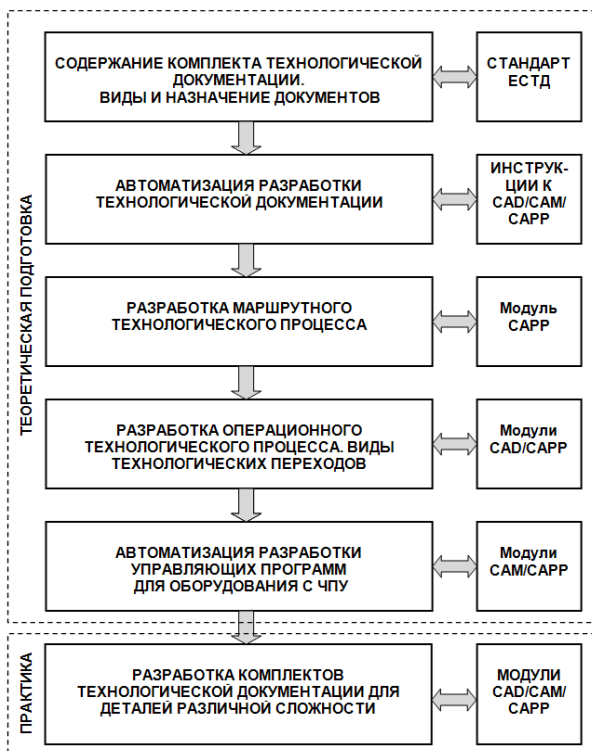 ТЕОРЕТИЧЕСКАЯ ПОДГОТОВКА
СОДЕРЖАНИЕ КОМПЛЕКТА ТЕХНОЛОГИЧЕСКОЙ
ДОКУМЕНТАЦИИ.
ВИДЫ И НАЗНАЧЕНИЕ ДОКУМЕНТОВ
СТАНДАРТ
ЕСТД
АВТОМАТИЗАЦИЯ РАЗРАБОТКИ
ТЕХНОЛОГИЧЕСКОЙ ДОКУМЕНТАЦИИ
ИНСТРУК-
ЦИИ К
CAD/CAM/
CAPP
РАЗРАБОТКА МАРШРУТНОГО
ТЕХНОЛОГИЧЕСКОГО ПРОЦЕССА
Модуль
CAPP
РАЗРАБОТКА ОПЕРАЦИОННОГО
ТЕХНОЛОГИЧЕСКОГО ПРОЦЕССА. ВИДЫ
ТЕХНОЛОГИЧЕСКИХ ПЕРЕХОДОВ
Модули
CAD/CAPP
АВТОМАТИЗАЦИЯ РАЗРАБОТКИ
УПРАВЛЯЮЩИХ ПРОГРАММ
ДЛЯ ОБОРУДОВАНИЯ С ЧПУ
Модули
CAM/CAPP
ПРАКТИКА
РАЗРАБОТКА КОМПЛЕКТОВ
ТЕХНОЛОГИЧЕСКОЙ ДОКУМЕНТАЦИИ ДЛЯ
ДЕТАЛЕЙ РАЗЛИЧНОЙ СЛОЖНОСТИ
МОДУЛИ
CAD/CAM/
CAPP